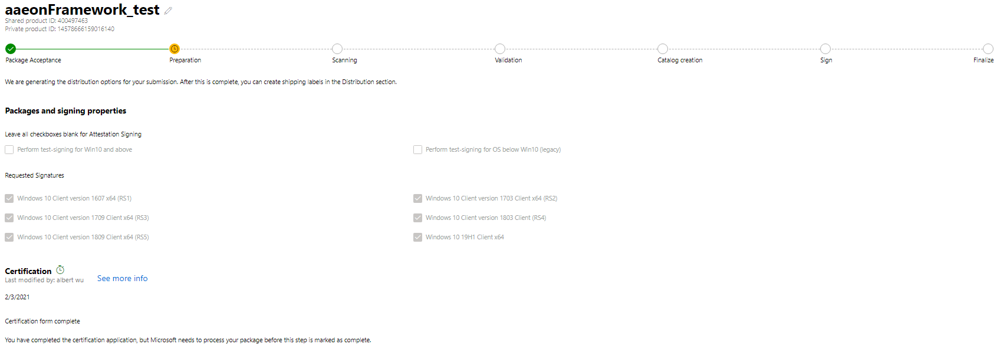 aaeonFramework_test
Shared product ID: 400497463
Private product ID: 14578666159016140
Package Acceptance
Preparation
Scanning
Validation
Catalog creation
Sign
Finalize
We are generating the distribution options for your submission. After this is complete, you can create shipping labels in the Distribution section.
Packages and signing properties
Leave all checkboxes blank for Attestation Signing
Perform test-signing for Win10 and above
Perform test-signing for OS below Win10 (legacy)
Requested Signatures
Windows 10 Client version 1607 x64 (RS1)
Windows 10 Client version 1703 Client x64 (RS2)
Windows 10 Client version 1709 Client x64 (RS3)
Windows 10 Client version 1803 Client (RS4)
Windows 10 Client version 1809 Client x64 (RS5)
Windows 10 19H1 Client x64
Certification
Last modified by: albert wu
See more info
2/3/2021
Certification form complete
You have completed the certification application, but Microsoft needs to process your package before this step is marked as complete.